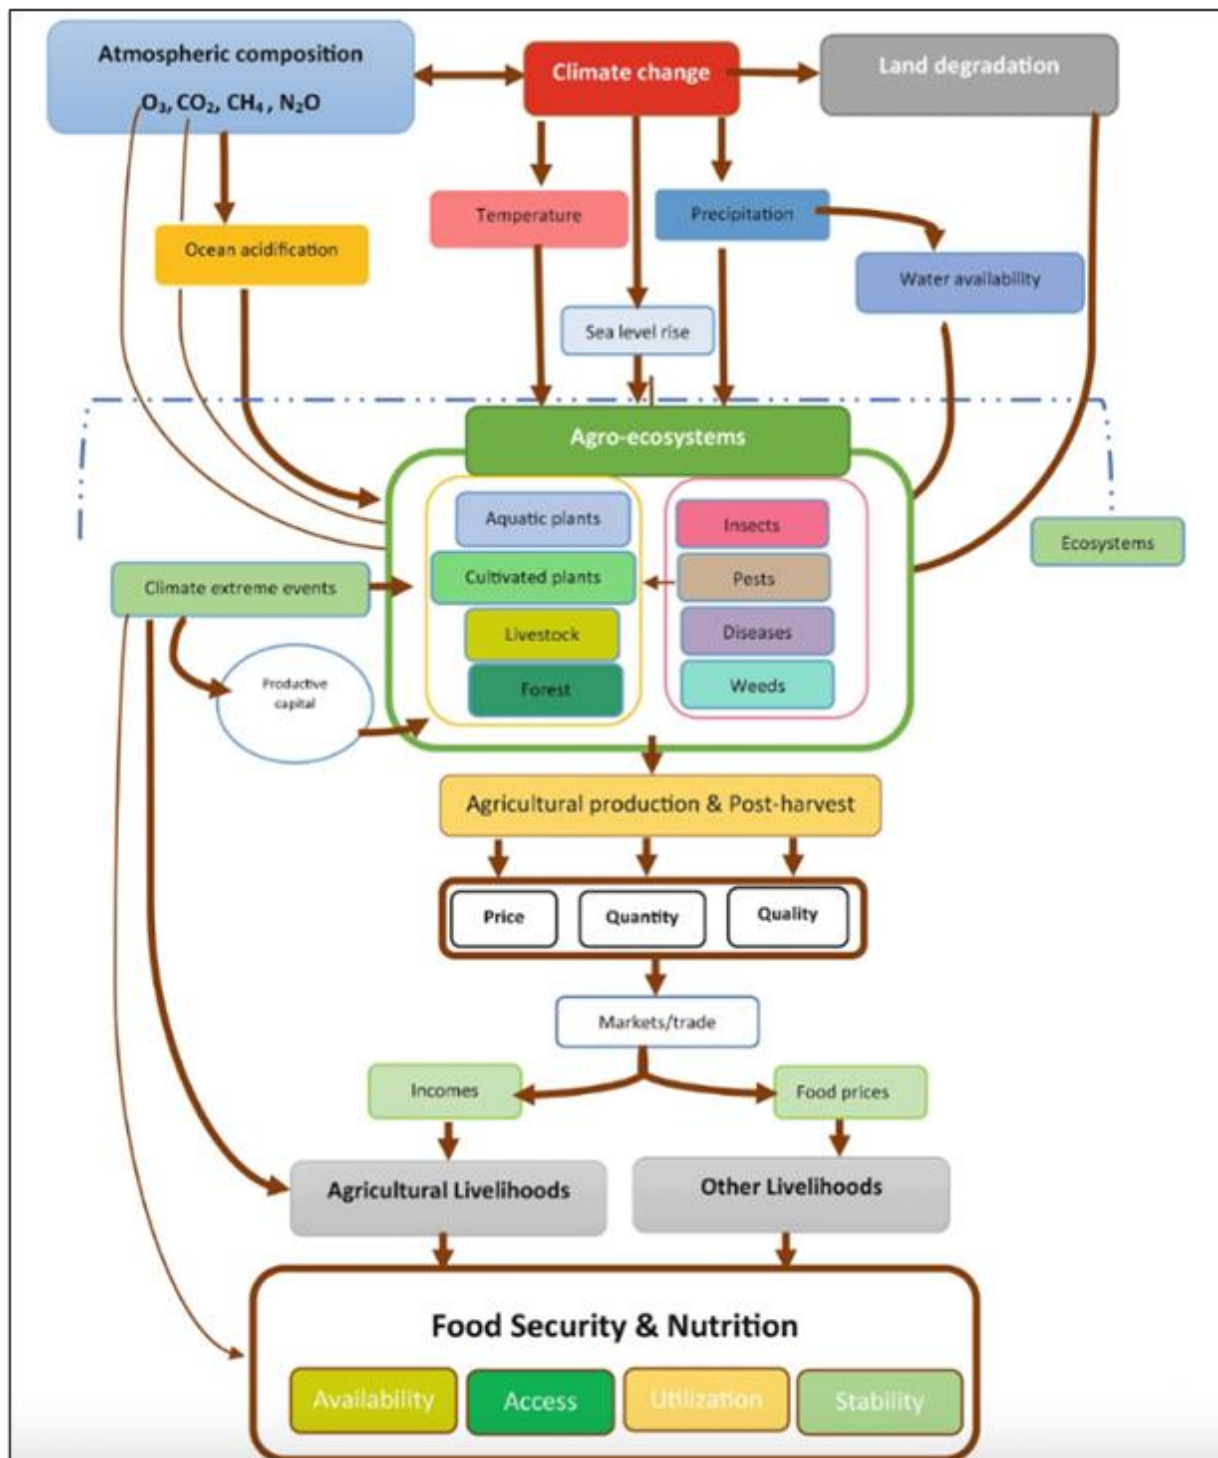 Atmospheric composition
O₃, CO₂, CH₄ , N₂O
Climate change
Land degradation
Temperature
Precipitation
Ocean acidification
Water availability
Sea level rise
Agro-ecosystems
Aquatic plants
Cultivated plants
Livestock
Forest
Insects
Pests
Diseases
Weeds
Ecosystems
Climate extreme events
Productive
capital
Agricultural production & Post-harvest
Price
Quantity
Quality
Markets/trade
Incomes
Food prices
Agricultural Livelihoods
Other Livelihoods
Food Security & Nutrition
Availability
Access
Utilization
Stability